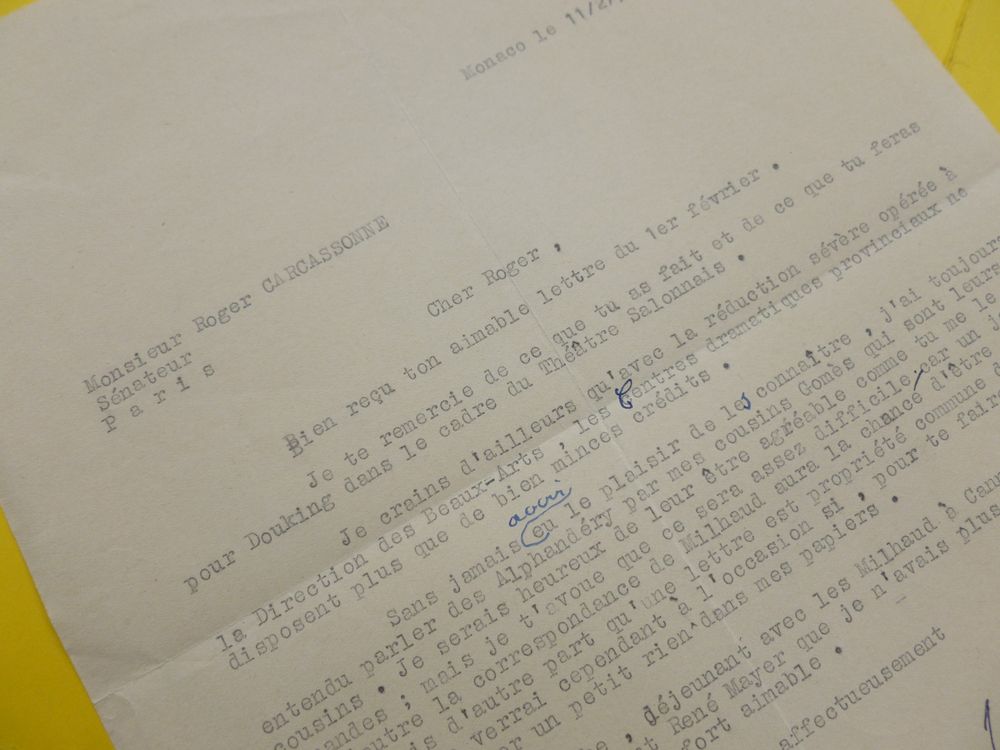 Monaco le 11/2/
Monsieur Roger CARCASSONNE
Sénateur
P a r i s
Cher Roger ,
Bien reçu ton aimable lettre du 1er février .
Je te remercie de ce que tu as fait et de ce que tu feras
pour Douking dans le cadre du Théâtre Salonnais .
Je crains d'ailleurs qu'avec la réduction sévère opérée à
la Direction des Beaux-Arts , les Centres dramatiques provinciaux ne
disposent plus que de bien minces crédits .
Sans jamais avoir eu le plaisir de les connaître , j'ai toujour
entendu parler des Alphandéry par mes cousins Gomès qui sont leurs
cousins . Je serais heureux de leur être agréable comme tu me le
mandes ; mais je t'avoue que ce sera assez difficile car un
autre la correspondance de Milhaud aura la chance d'être
s d'autre part qu'une lettre est propriété commune
verrai cependant à l'occasion si , pour te faire
r un petit rien dans mes papiers .
déjeunant avec les Milhaud à Cann
t René Mayer que je n'avais plus
fort aimable .
affectueusement